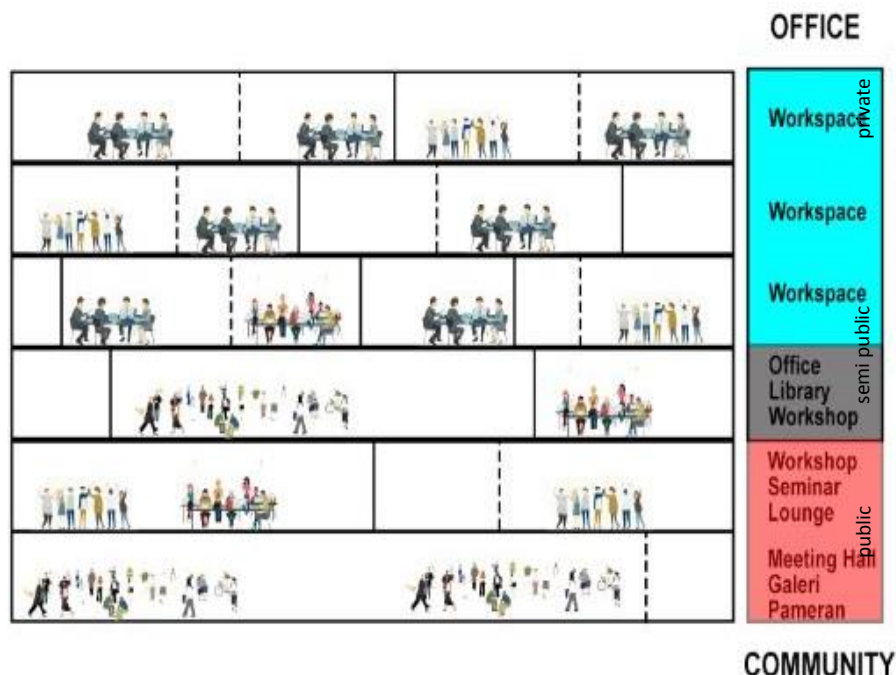 OFFICE
private
Workspace
Workspace
Workspace
semi public
Office
Library
Workshop
Workshop
Seminar
Lounge
public
Meeting Hall
Galeri
Pameran
COMMUNITY